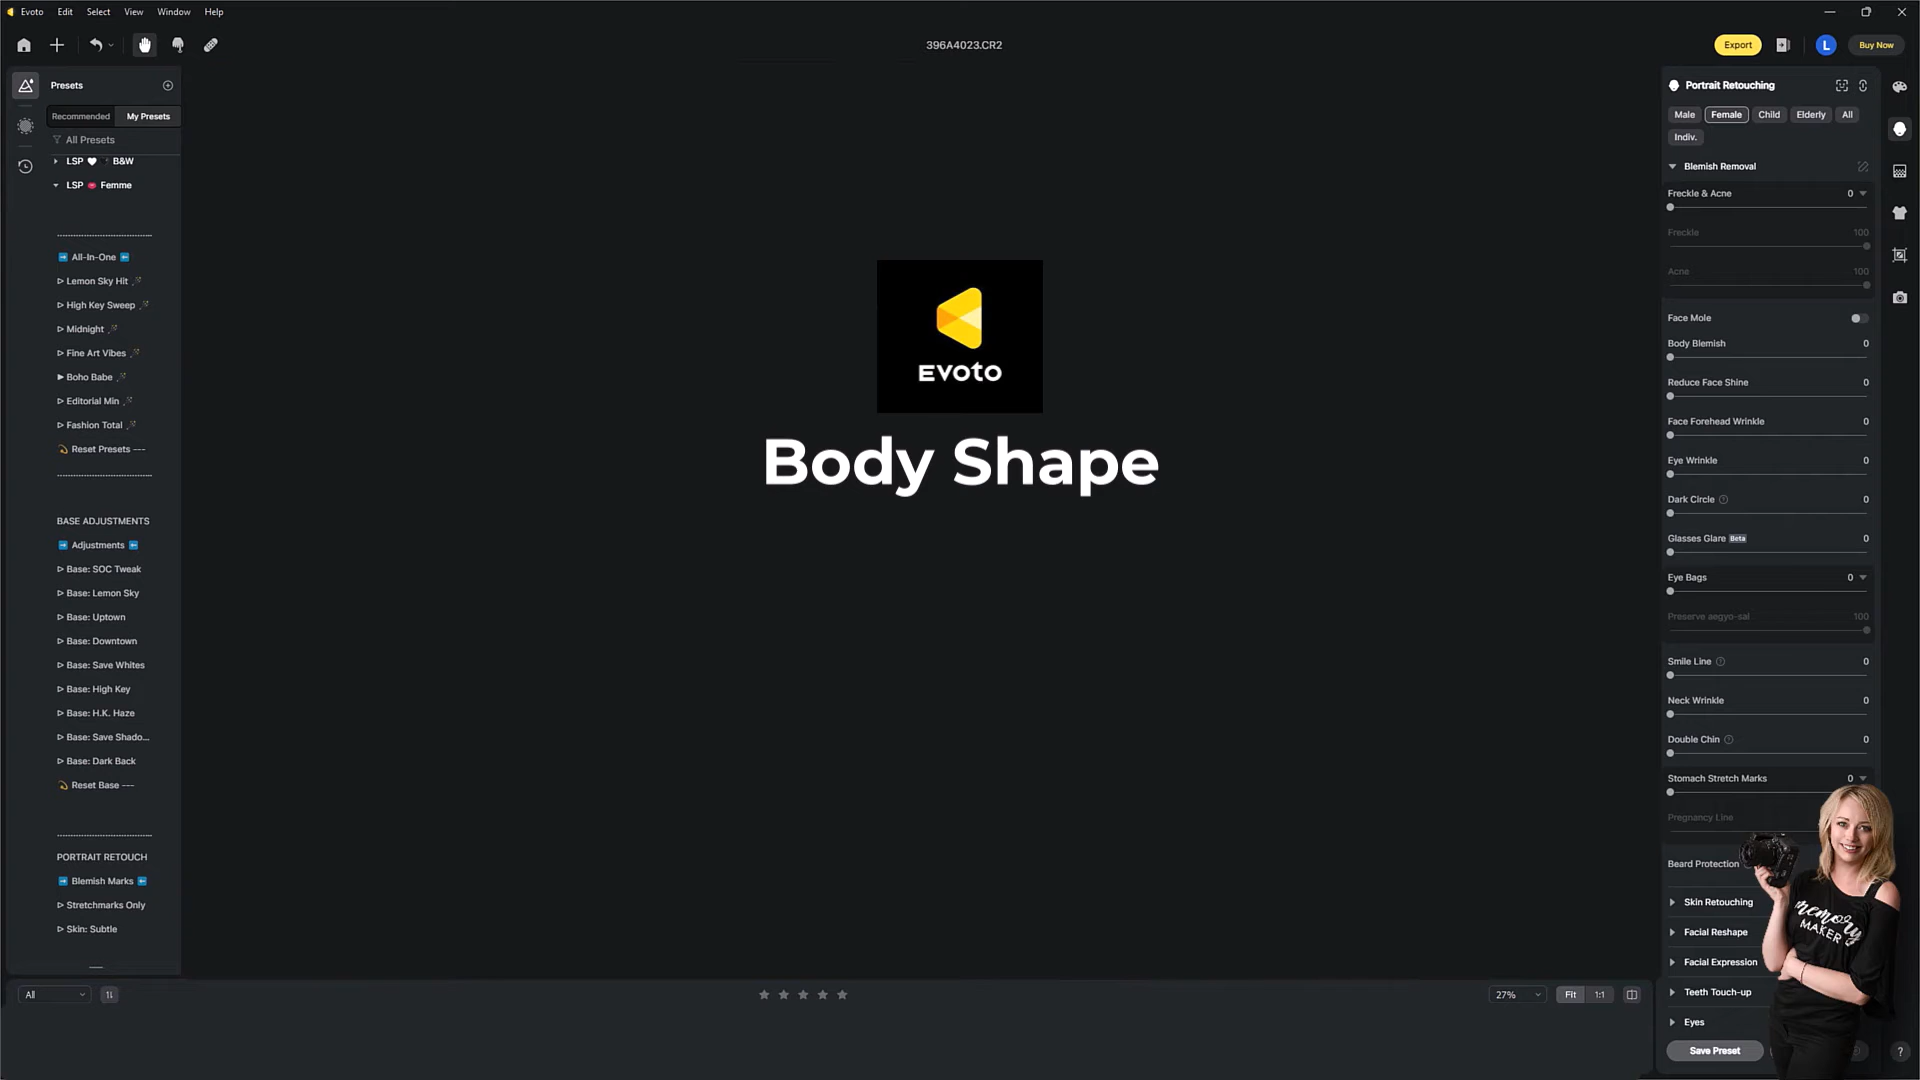 Evoto Edit Select View Window Help
396A4023.CR2
Export
L
Buy Now
Presets
Recommended My Presets
All Presets
LSP B&W
LSP Femme
All-In-One
Lemon Sky Hit
High Key Sweep
Midnight
Fine Art Vibes
Boho Babe
Editorial Min
Fashion Total
Reset Presets ---
BASE ADJUSTMENTS
Adjustments
Base: SOC Tweak
Base: Lemon Sky
Base: Uptown
Base: Downtown
Base: Save Whites
Base: High Key
Base: H.K. Haze
Base: Save Shado...
Base: Dark Back
Reset Base ---
PORTRAIT RETOUCH
Blemish Marks
Stretchmarks Only
Skin: Subtle
All
EVOTO
Body Shape
27%
Fit 1:1
Portrait Retouching
Male Female Child Elderly All
Indiv.
Blemish Removal
Freckle & Acne 0
Freckle 100
Acne 100
Face Mole
Body Blemish 0
Reduce Face Shine 0
Face Forehead Wrinkle 0
Eye Wrinkle 0
Dark Circle ? 0
Glasses Glare Beta 0
Eye Bags 0
Preserve aegyo-sal 100
Smile Line ? 0
Neck Wrinkle 0
Double Chin ? 0
Stomach Stretch Marks 0
Pregnancy Line
Beard Protection
Skin Retouching
Facial Reshape
Facial Expression
Teeth Touch-up
Eyes
Save Preset
?
memory
MAKER